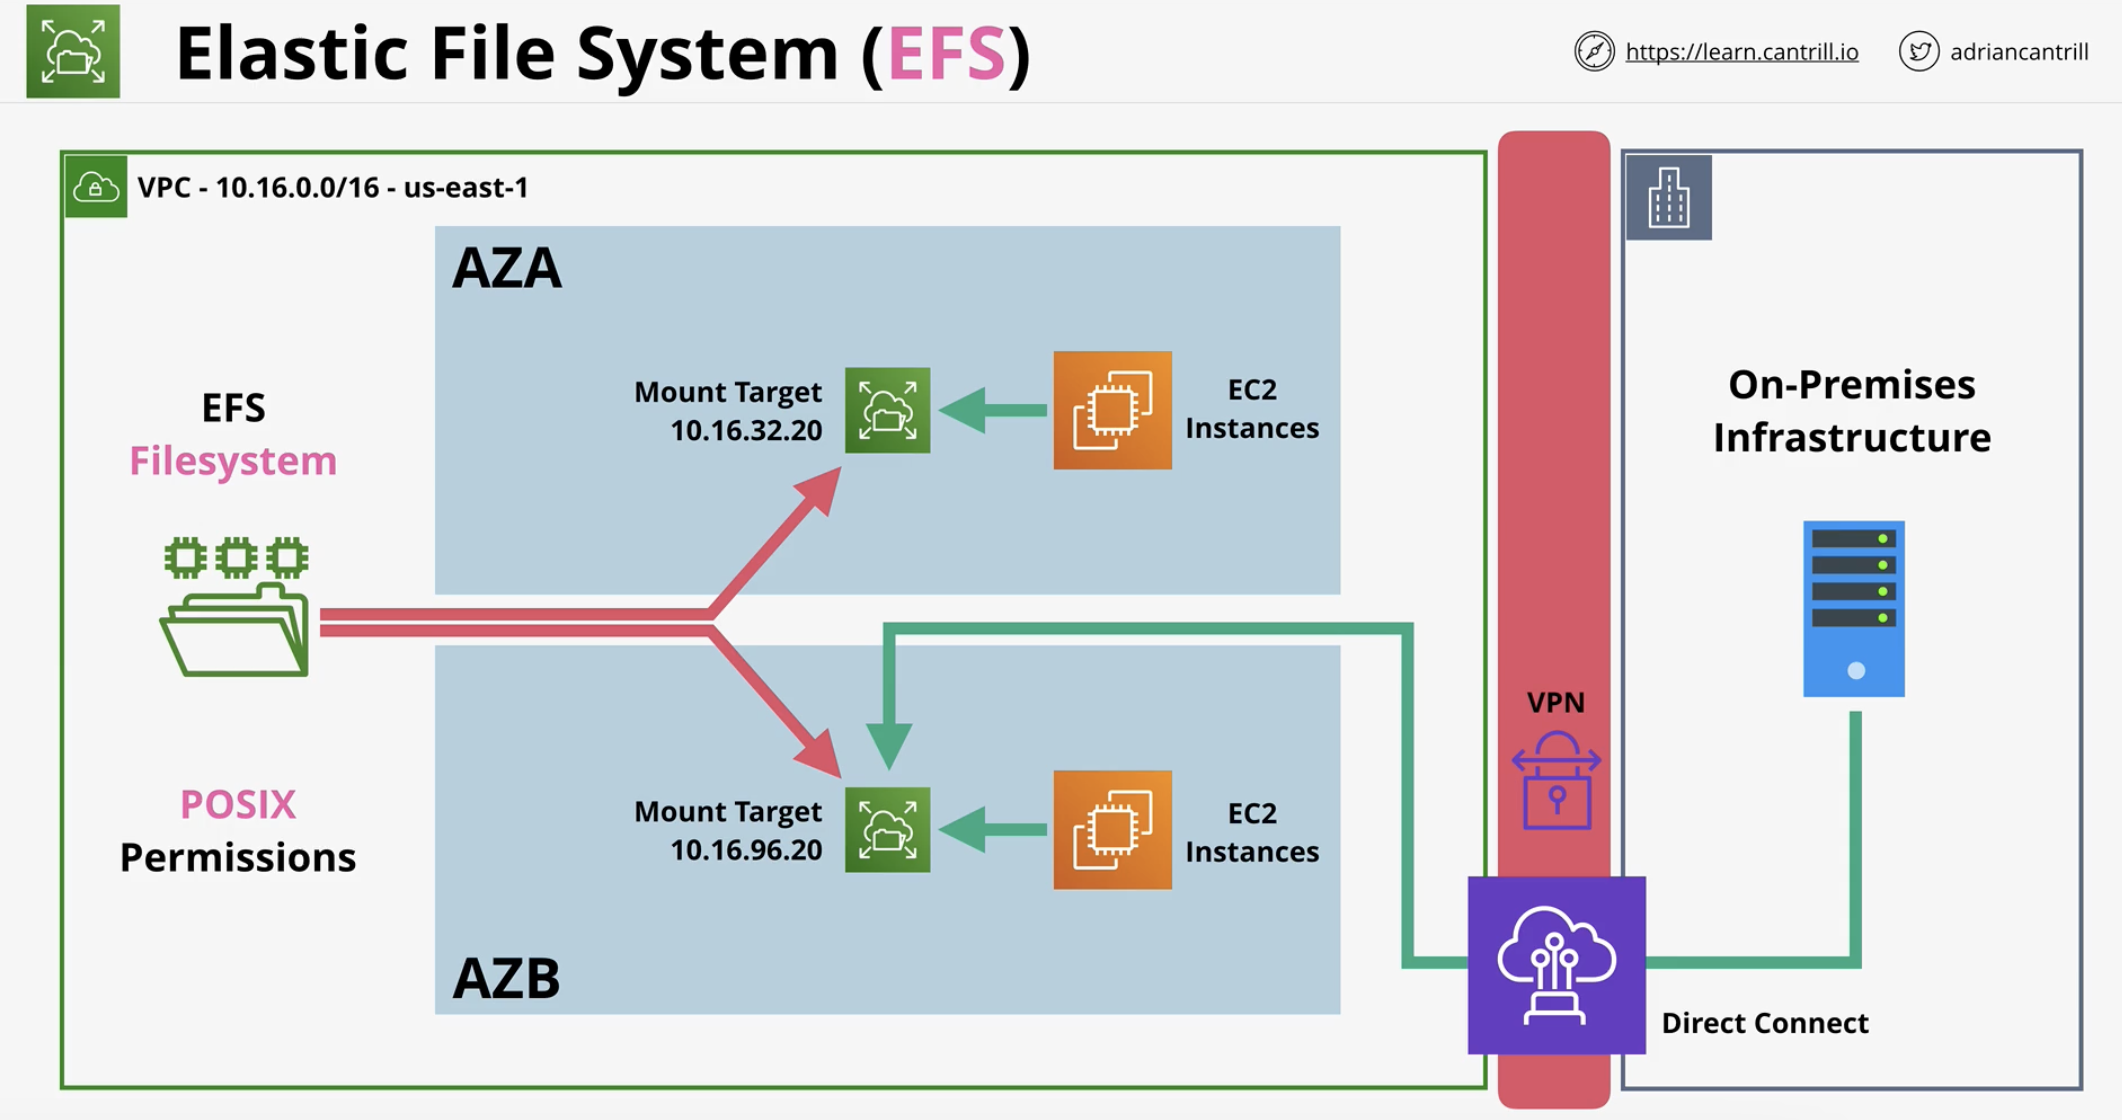 Elastic File System (EFS)
https://learn.cantrill.io
adriancantrill
VPC - 10.16.0.0/16 - us-east-1
AZA
Mount Target
10.16.32.20
EC2
Instances
EFS
Filesystem
POSIX
Permissions
Mount Target
10.16.96.20
EC2
Instances
AZB
VPN
On-Premises
Infrastructure
Direct Connect